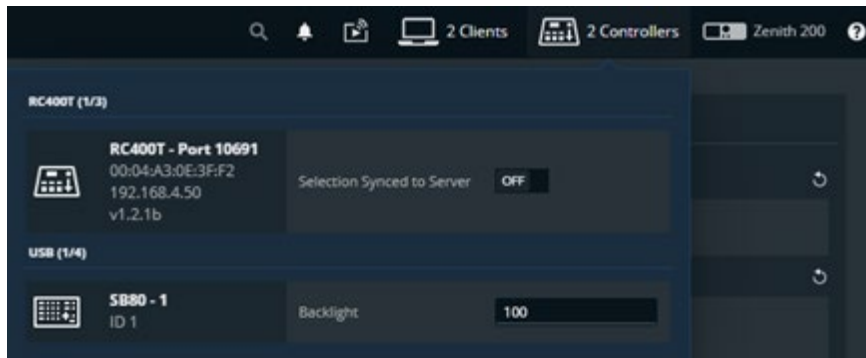 2 Clients 2 Controllers Zenith 200 ?
RC400T (1/3)
RC400T - Port 10691
00:04:A3:0E:3F:F2
192.168.4.50
v1.2.1b
Selection Synced to Server OFF
USB (1/4)
SB80 - 1
ID 1
Backlight 100